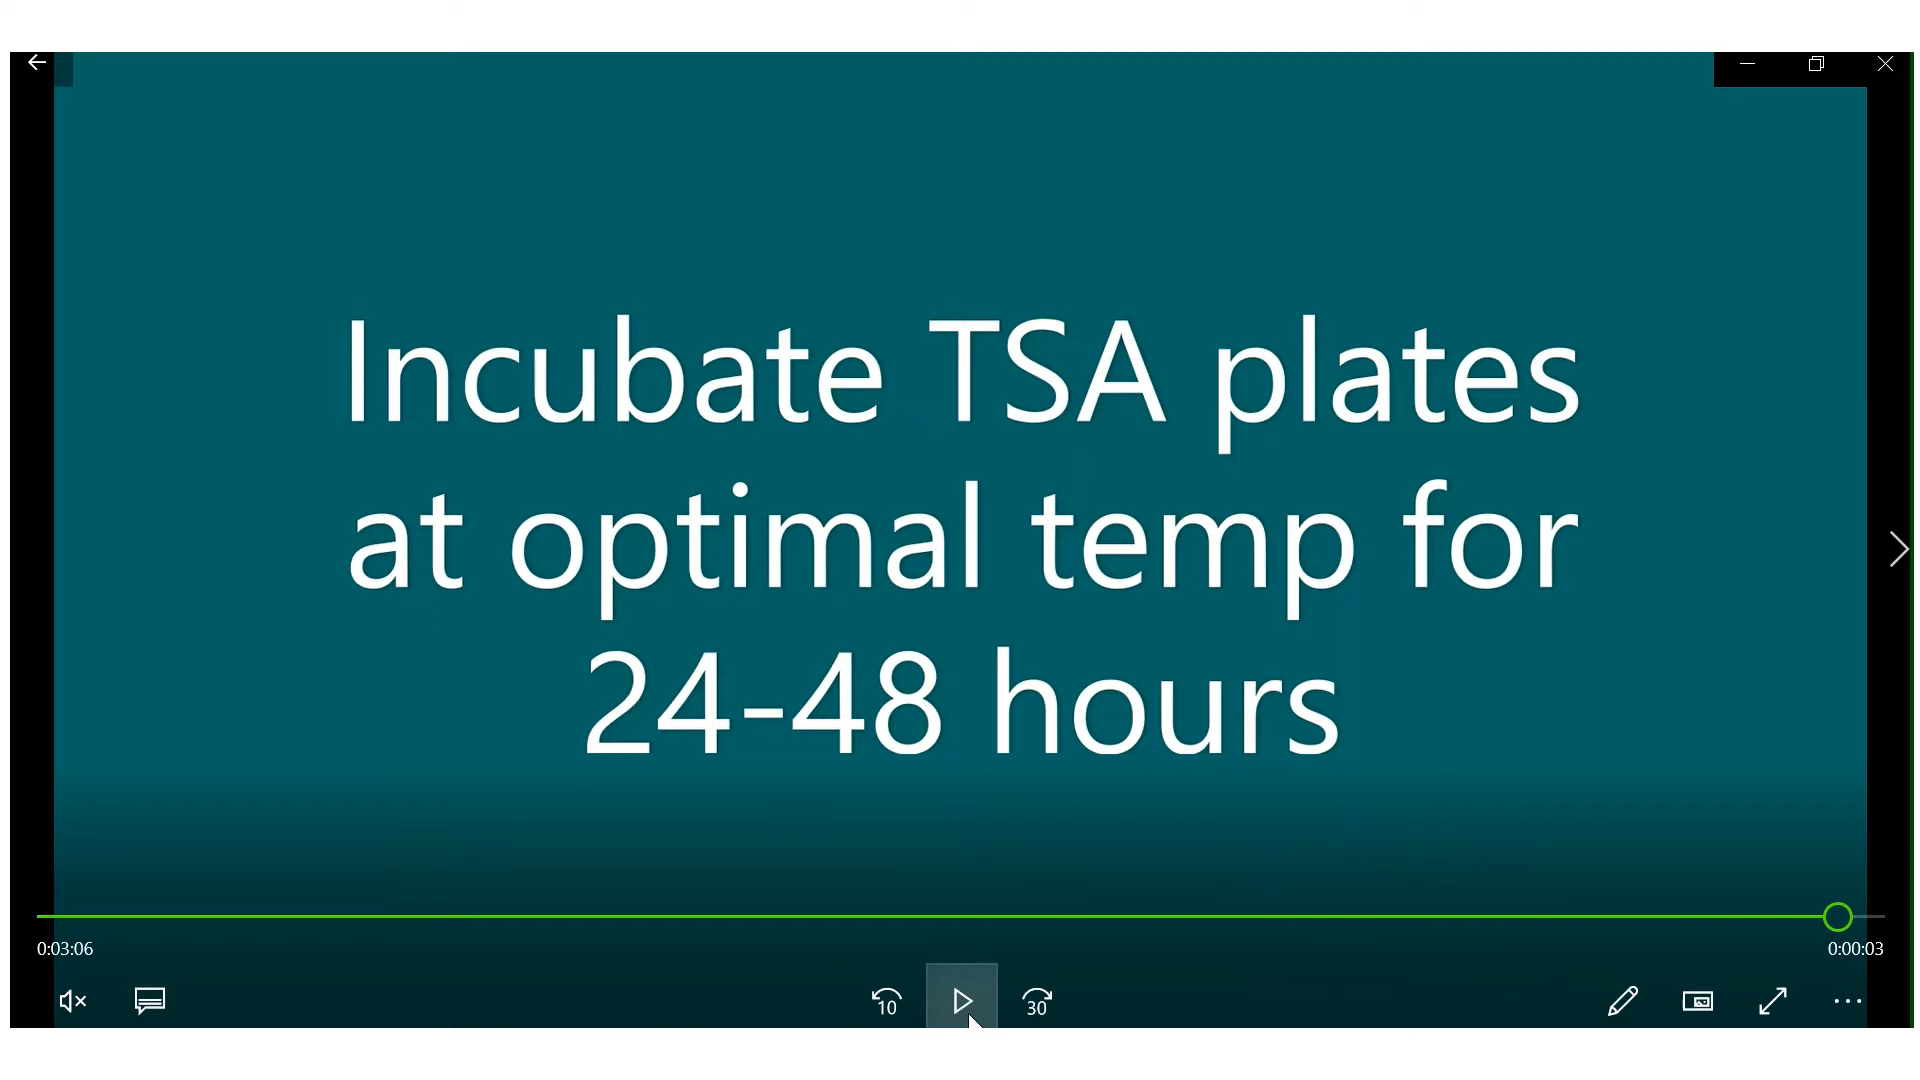 Incubate TSA plates
at optimal temp for
24-48 hours
0:03:06
0:00:03
10
30